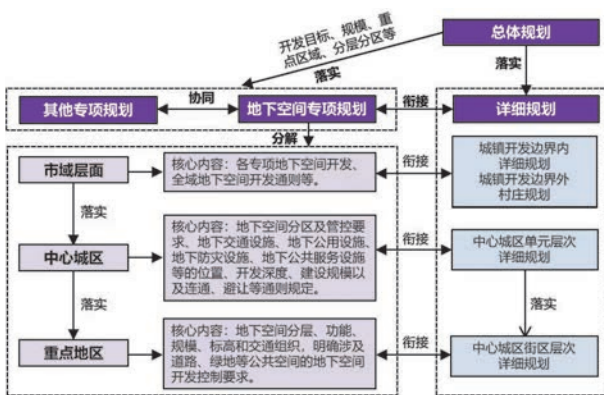 总体规划
开发目标、规模、重
点区域、分层分区等
落实
落实
其他专项规划
协同
地下空间专项规划
衔接
详细规划
分解
市域层面
核心内容：各专项地下空间开发、
全域地下空间开发通则等。
衔接
城镇开发边界内
详细规划
城镇开发边界外
村庄规划
落实
中心城区
核心内容：地下空间分区及管控要
求、地下交通设施、地下公用设施、
地下防灾设施、地下公共服务设施
等的位置、开发深度、建设规模以
及连通、避让等通则规定。
衔接
中心城区单元层次
详细规划
落实
落实
重点地区
核心内容：地下空间分层、功能、
规模、标高和交通组织，明确涉及
道路、绿地等公共空间的地下空间
开发控制要求。
衔接
中心城区街区层次
详细规划